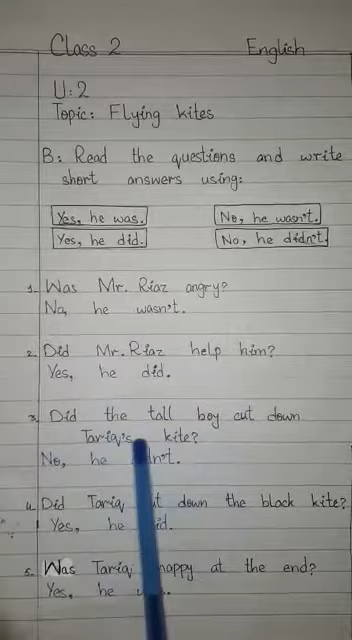 Class 2 English
U:2
Topic: Flying kites
B: Read the questions and write
short answers using:
Yes, he was. No, he wasn't.
Yes, he did. No, he didn't.
1. Was Mr. Riaz angry?
No, he wasn't.
2. Did Mr. Riaz help him?
Yes, he did.
3. Did the tall boy cut down
Tariq's kite?
No, he
4. Did Tariq down the black kite?
Yes, he
5. Was Tariq happy at the end?
Yes, he